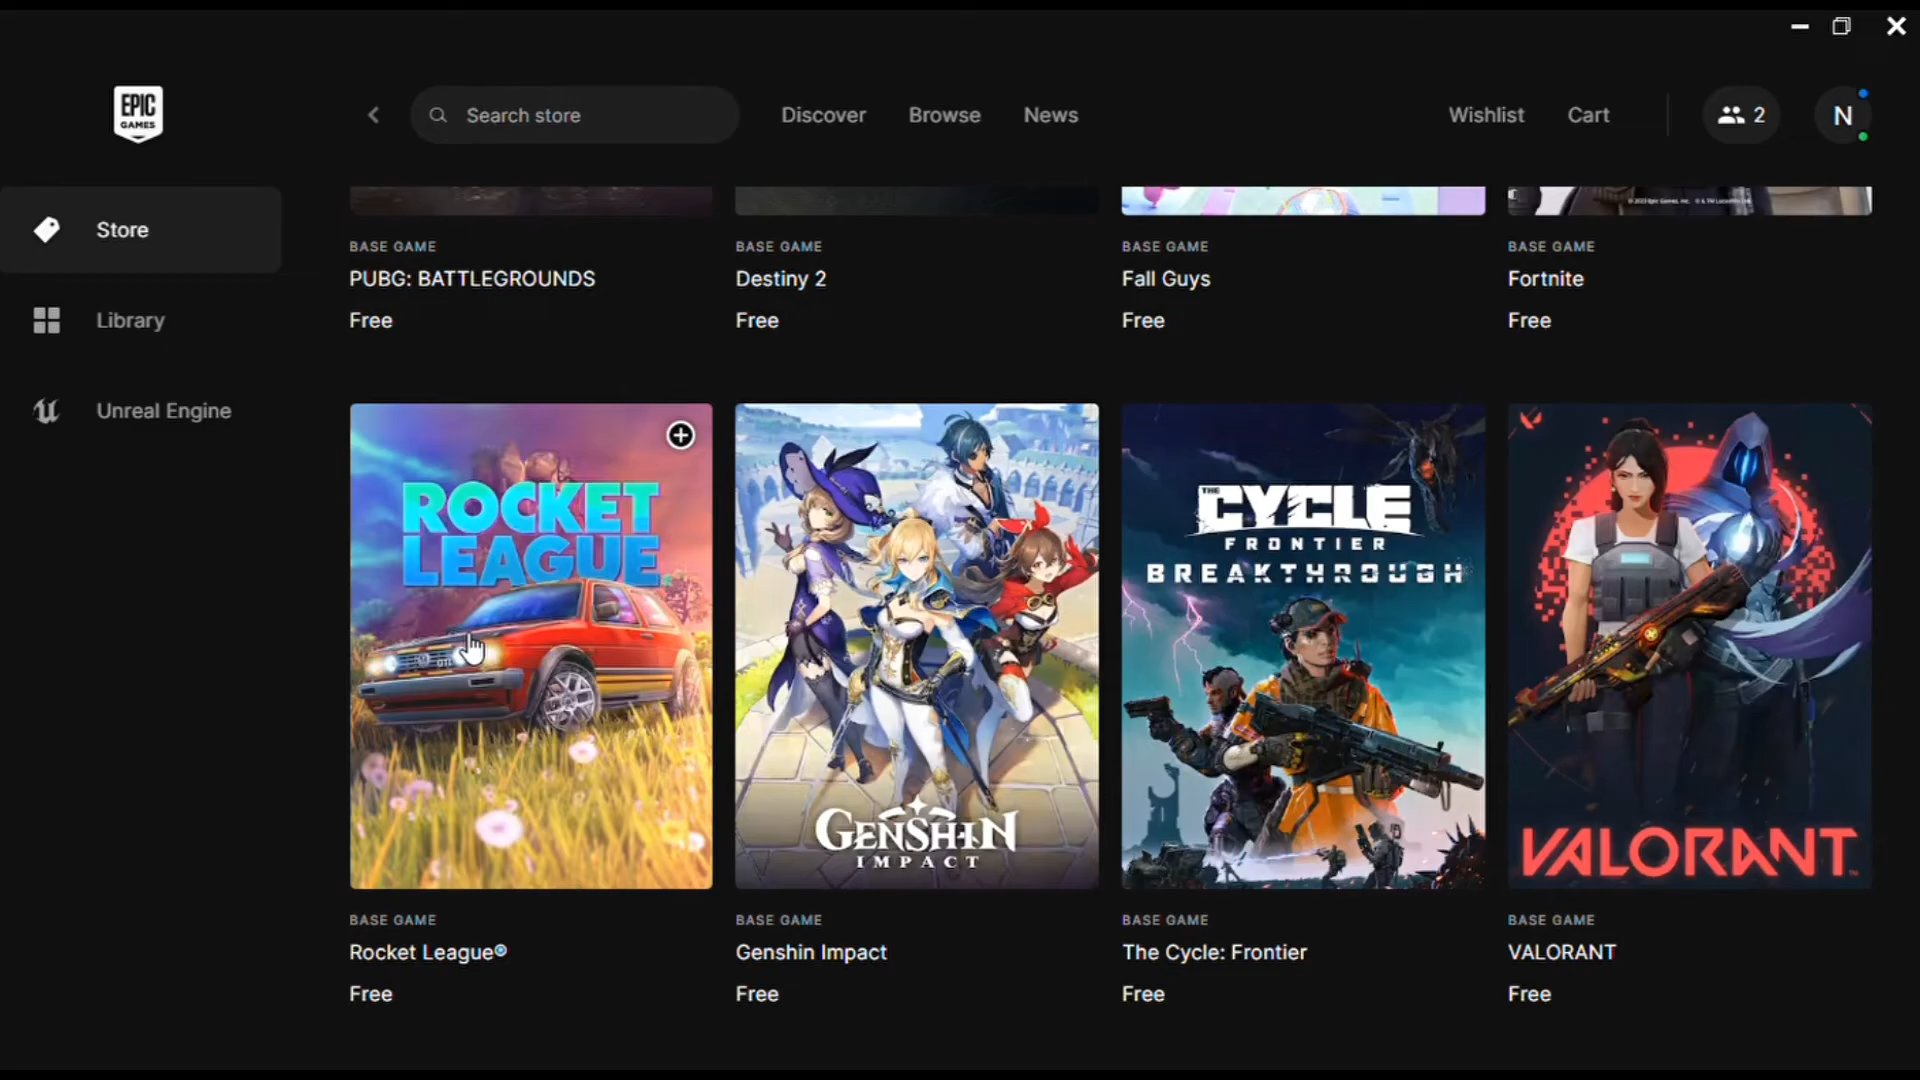 EPIC
GAMES
Search store
Discover
Browse
News
Wishlist
Cart
2
N
Store
Library
Unreal Engine
BASE GAME
PUBG: BATTLEGROUNDS
Free
BASE GAME
Destiny 2
Free
BASE GAME
Fall Guys
Free
BASE GAME
Fortnite
Free
ROCKET
LEAGUE
GENSHIN
IMPACT
THE CYCLE
FRONTIER
BREAKTHROUGH
VALORANT
BASE GAME
Rocket League®
Free
BASE GAME
Genshin Impact
Free
BASE GAME
The Cycle: Frontier
Free
BASE GAME
VALORANT
Free